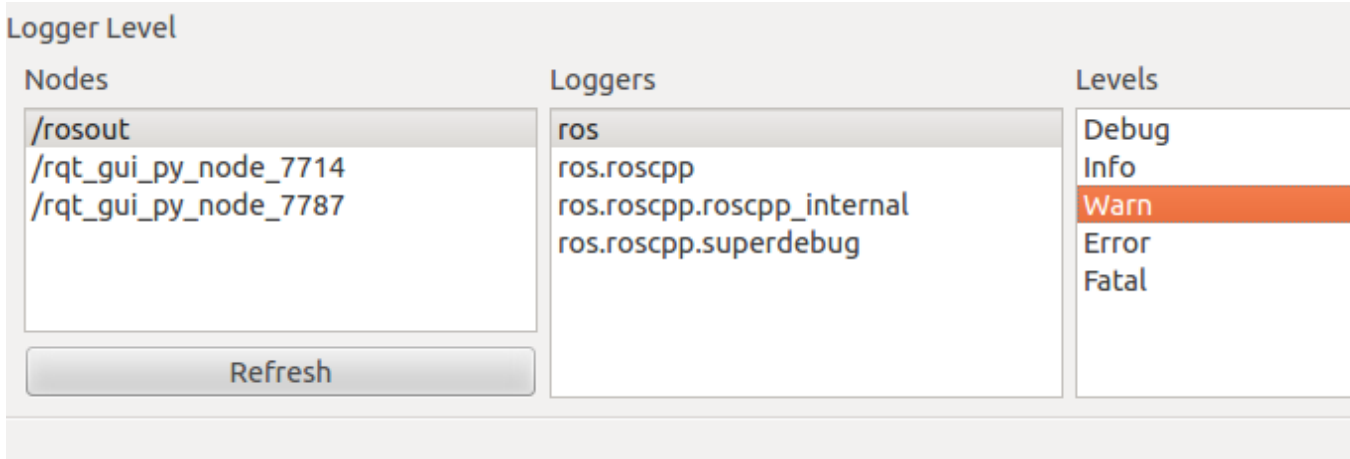 Logger Level
Nodes
/rosout
/rqt_gui_py_node_7714
/rqt_gui_py_node_7787
Refresh
Loggers
ros
ros.roscpp
ros.roscpp.roscpp_internal
ros.roscpp.superdebug
Levels
Debug
Info
Warn
Error
Fatal